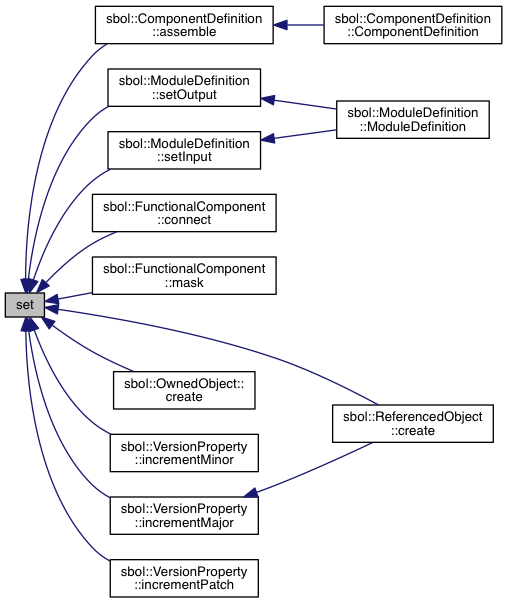 sbol::ComponentDefinition
::assemble
sbol::ComponentDefinition
::ComponentDefinition
sbol::ModuleDefinition
::setOutput
sbol::ModuleDefinition
::ModuleDefinition
sbol::ModuleDefinition
::setInput
sbol::FunctionalComponent
::connect
sbol::FunctionalComponent
::mask
set
sbol::OwnedObject::
create
sbol::ReferencedObject
::create
sbol::VersionProperty
::incrementMinor
sbol::VersionProperty
::incrementMajor
sbol::VersionProperty
::incrementPatch